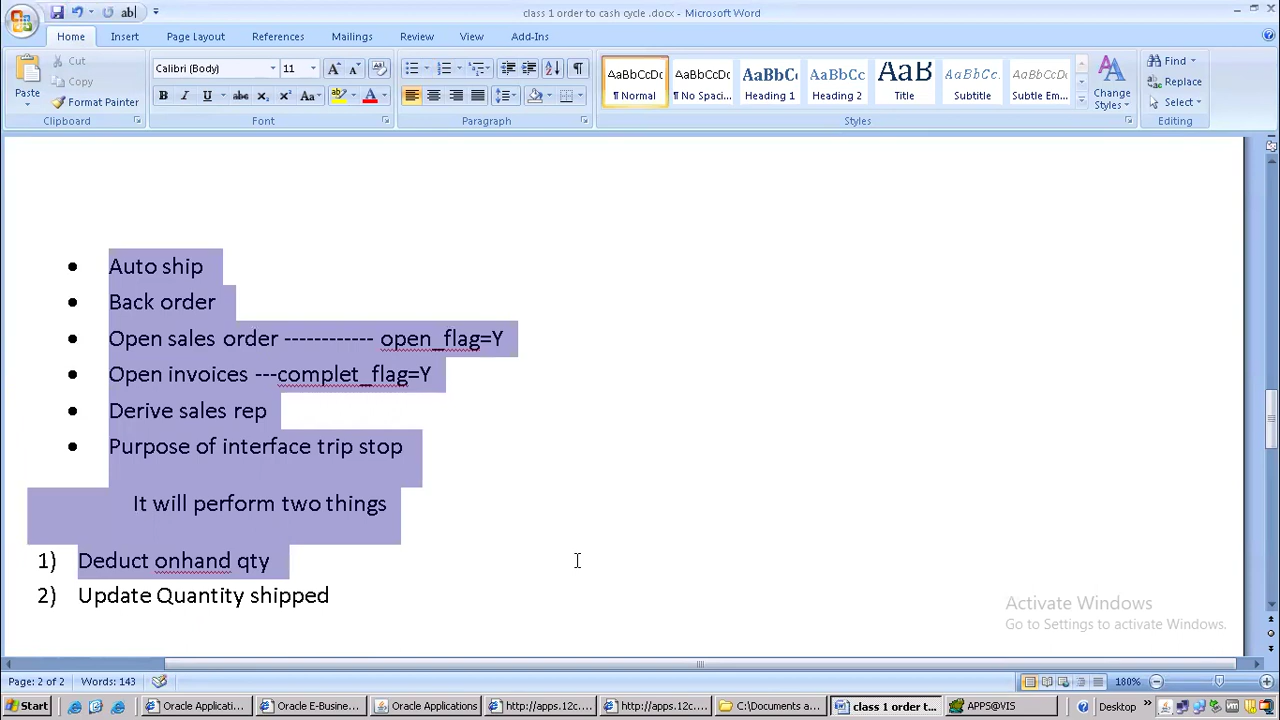 class 1 order to cash cycle .docx - Microsoft Word
Home Insert Page Layout References Mailings Review View Add-Ins
Paste Cut Copy Format Painter Clipboard
Calibri (Body) 11 Font
Paragraph
AaBbCcDc ¶ Normal
AaBbCcDc ¶ No Spaci...
AaBbC Heading 1
AaBbCc Heading 2
AaB Title
AaBbCc. Subtitle
AaBbCcDc Subtle Em...
Change Styles
Styles
Find Replace Select Editing
• Auto ship
• Back order
• Open sales order ------------ open_flag=Y
• Open invoices ---complet_flag=Y
• Derive sales rep
• Purpose of interface trip stop
It will perform two things
1) Deduct onhand qty
2) Update Quantity shipped
Activate Windows
Go to Settings to activate Windows.
Page: 2 of 2 Words: 143 180%
Start Oracle Applicati... Oracle E-Busine... Oracle Applications http://apps.12c.... http://apps.12c.... C:\Documents a... class 1 order t... APPS@VIS Desktop